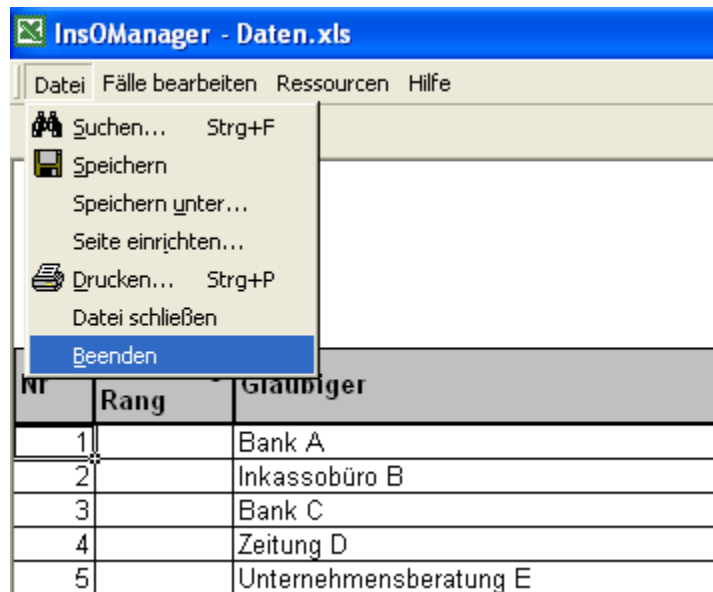 InsOManager - Daten.xls
Datei Fälle bearbeiten Ressourcen Hilfe
Suchen... Strg+F
Speichern
Speichern unter...
Seite einrichten...
Drucken... Strg+P
Datei schließen
Beenden
Nr Rang Gläubiger
1 Bank A
2 Inkassobüro B
3 Bank C
4 Zeitung D
5 Unternehmensberatung E